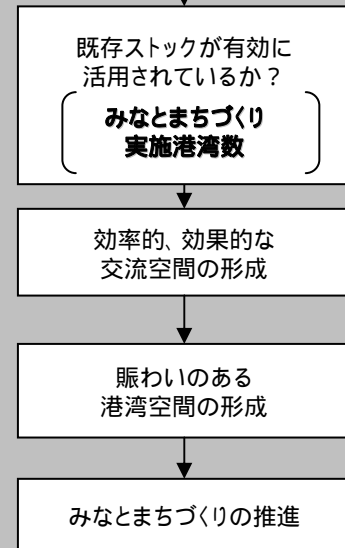 既存ストックが有効に
活用されているか？
みなとまちづくり
実施港湾数
効率的、効果的な
交流空間の形成
賑わいのある
港湾空間の形成
みなとまちづくりの推進